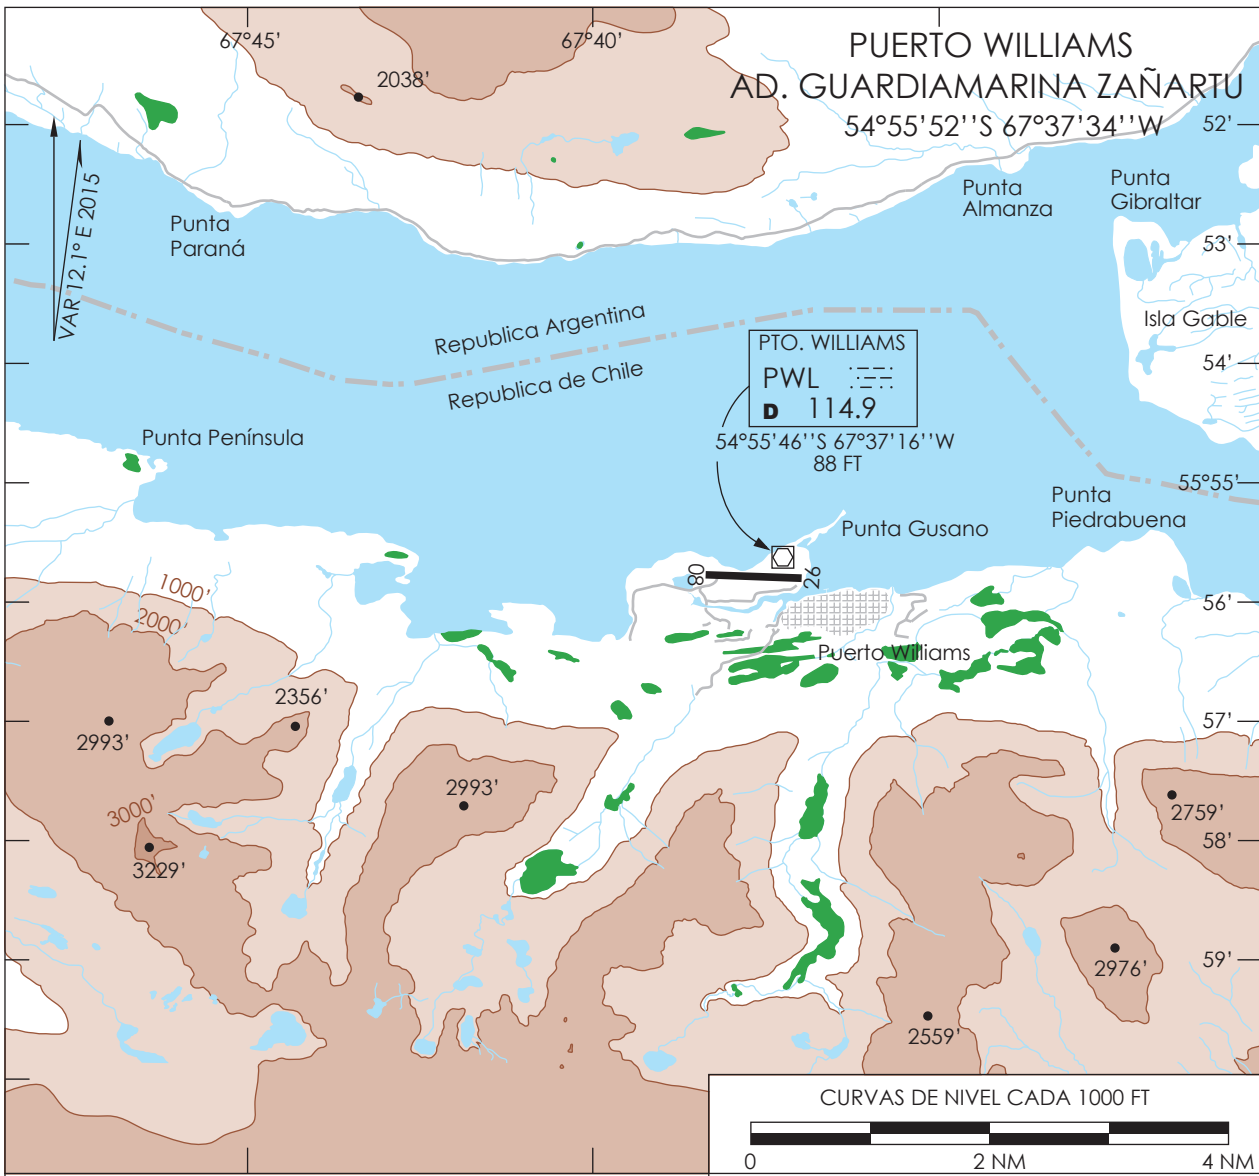 67°45'
67°40'
PUERTO WILLIAMS
AD. GUARDIAMARINA ZAÑARTU
54°55'52''S 67°37'34''W
2038'
52'
VAR 12.1° E 2015
Punta
Paraná
Punta
Almanza
Punta
Gibraltar
53'
Isla Gable
Republica Argentina
Republica de Chile
PTO. WILLIAMS
PWL
D 114.9
54°55'46''S 67°37'16''W
88 FT
54'
Punta Península
55°55'
Punta
Piedrabuena
Punta Gusano
08
26
56'
1000'
2000'
Puerto Williams
2356'
2993'
57'
2993'
2759'
3000'
3229'
58'
2976'
59'
2559'
CURVAS DE NIVEL CADA 1000 FT
0
2 NM
4 NM